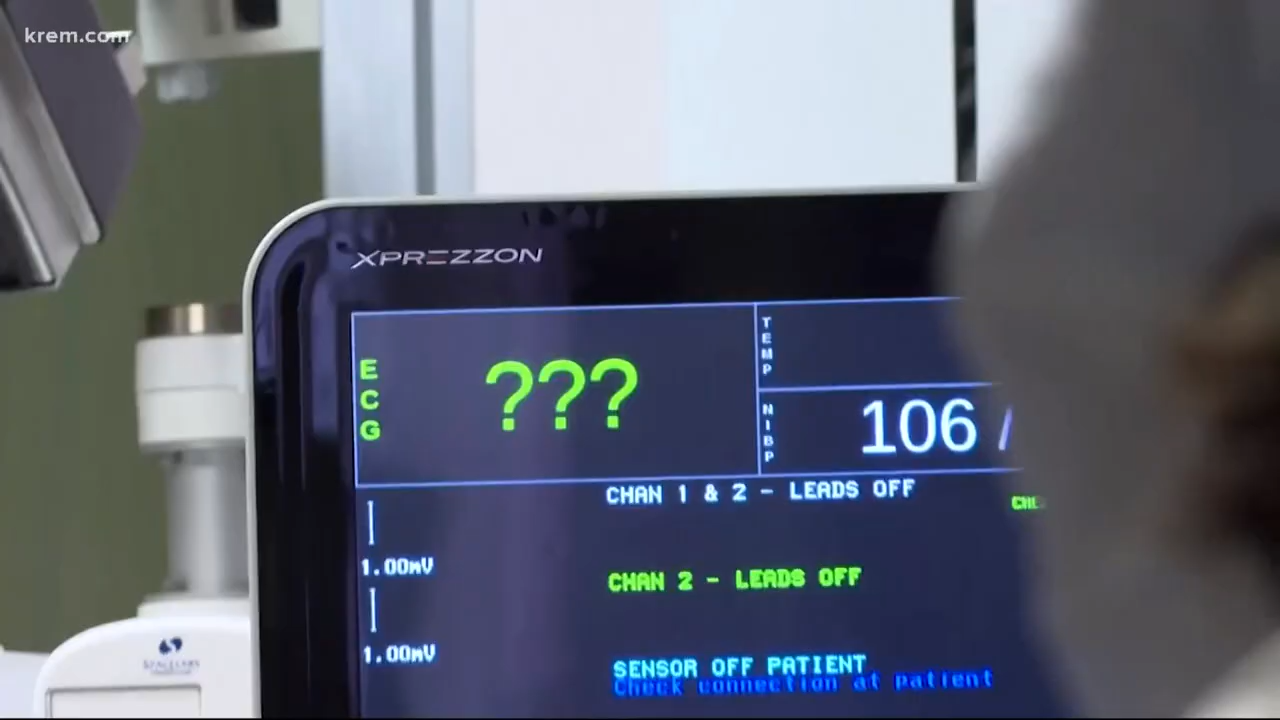 krem.com
XPREZZON
ECG
???
TEMP
NIBP
106 /
CHAN 1 & 2 - LEADS OFF
1.00mV
CHAN 2 - LEADS OFF
1.00mV
SENSOR OFF PATIENT
Check connection at patient
SPACELABS